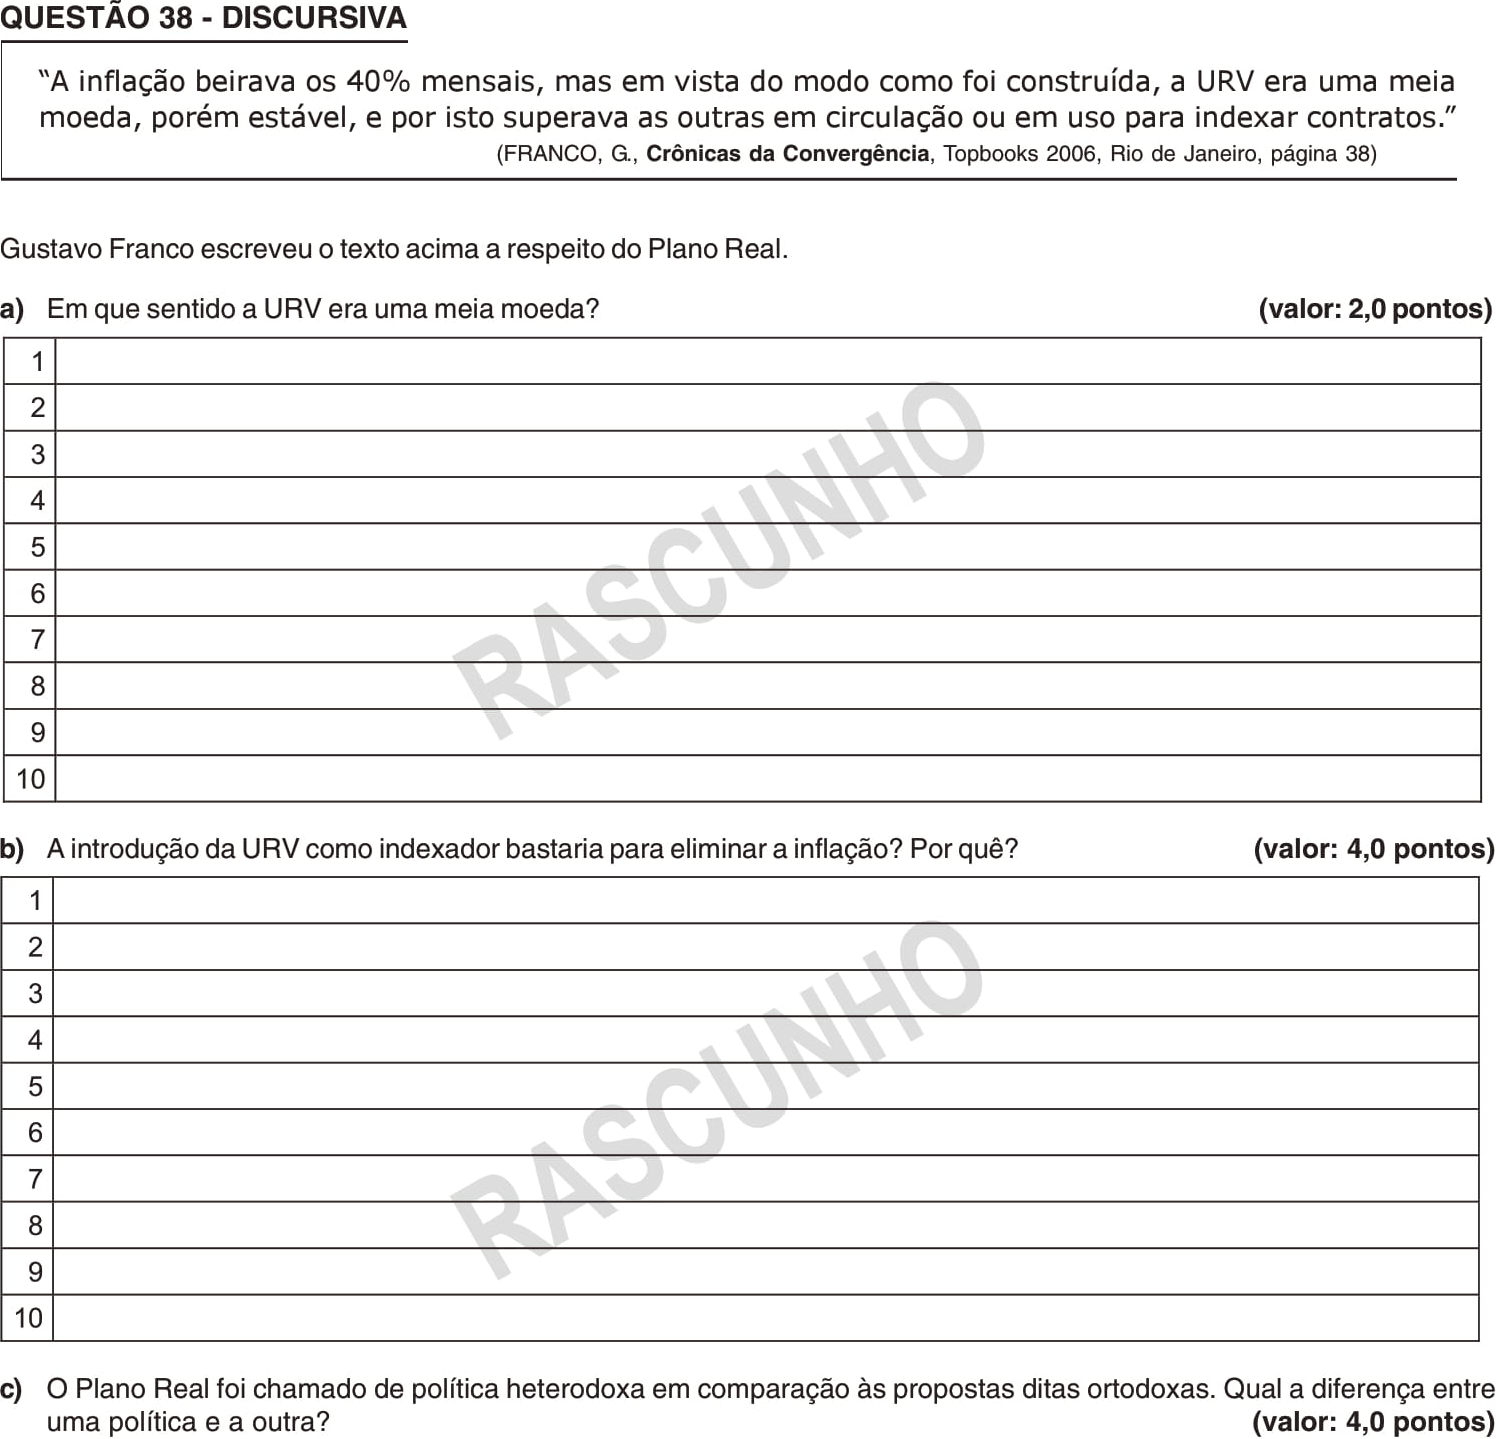 QUESTÃO 38 - DISCURSIVA
“A inflação beirava os 40% mensais, mas em vista do modo como foi construída, a URV era uma meia
moeda, porém estável, e por isto superava as outras em circulação ou em uso para indexar contratos.”
(FRANCO, G., Crônicas da Convergência, Topbooks 2006, Rio de Janeiro, página 38)
Gustavo Franco escreveu o texto acima a respeito do Plano Real.
a) Em que sentido a URV era uma meia moeda? (valor: 2,0 pontos)
1
2
3
4
5
6
7
8
9
10
RASCUNHO
b) A introdução da URV como indexador bastaria para eliminar a inflação? Por quê? (valor: 4,0 pontos)
1
2
3
4
5
6
7
8
9
10
RASCUNHO
c) O Plano Real foi chamado de política heterodoxa em comparação às propostas ditas ortodoxas. Qual a diferença entre
uma política e a outra? (valor: 4,0 pontos)